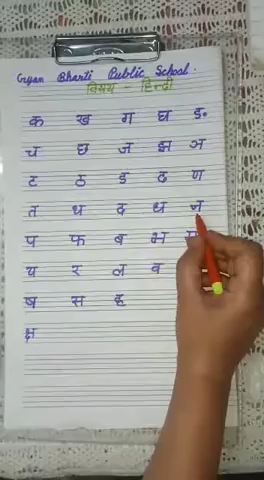 Gyan Bharti Public School.
विषय - हिन्दी
क ख ग घ ङ
च छ ज झ ञ
ट ठ ड ढ ण
त थ द ध न
प फ ब भ
य र ल व
ष स ह
क्ष